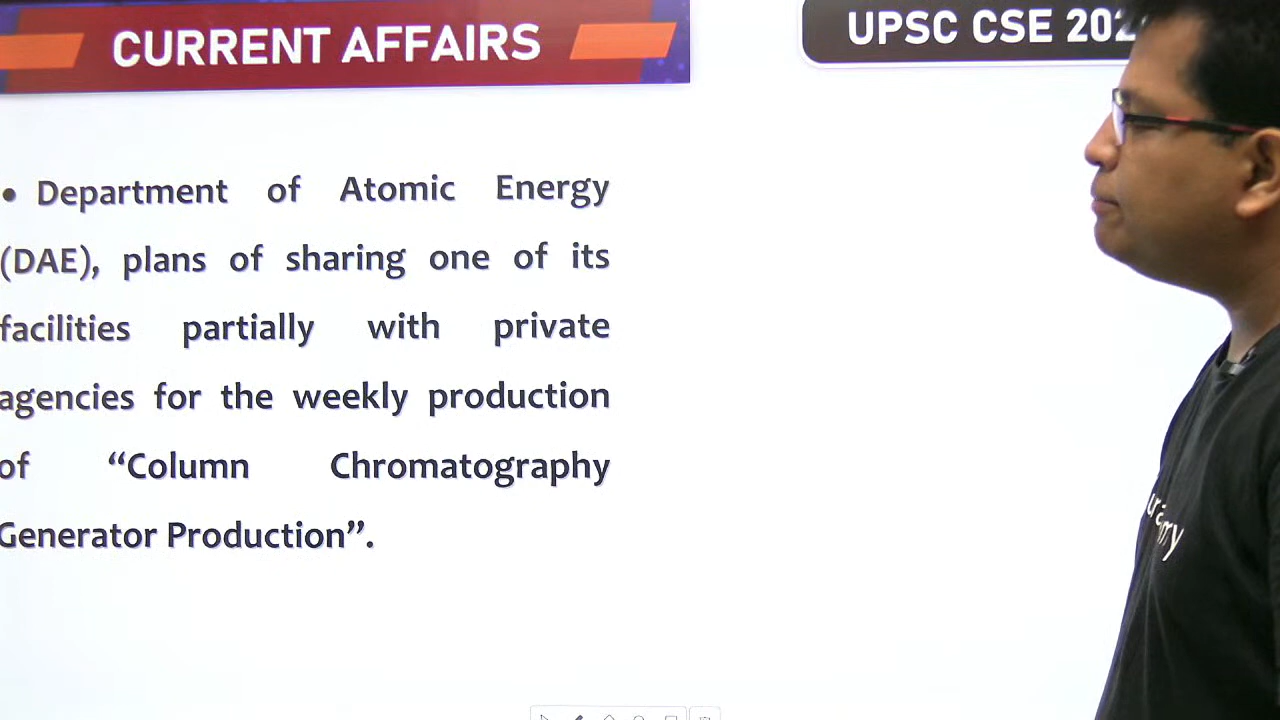 CURRENT AFFAIRS
UPSC CSE 202
• Department of Atomic Energy
(DAE), plans of sharing one of its
facilities partially with private
agencies for the weekly production
of “Column Chromatography
Generator Production”.